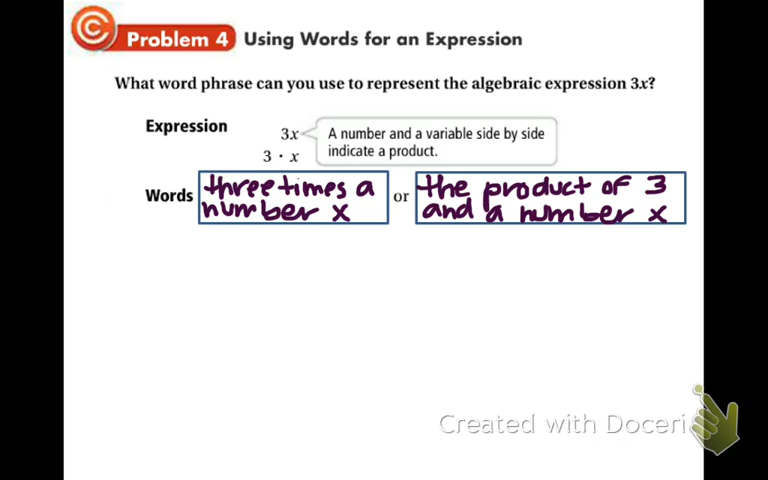 C Problem 4 Using Words for an Expression
What word phrase can you use to represent the algebraic expression 3x?
Expression 3x A number and a variable side by side
3 · x indicate a product.
Words three times a or the product of 3
number x and a number x
Created with Doceri